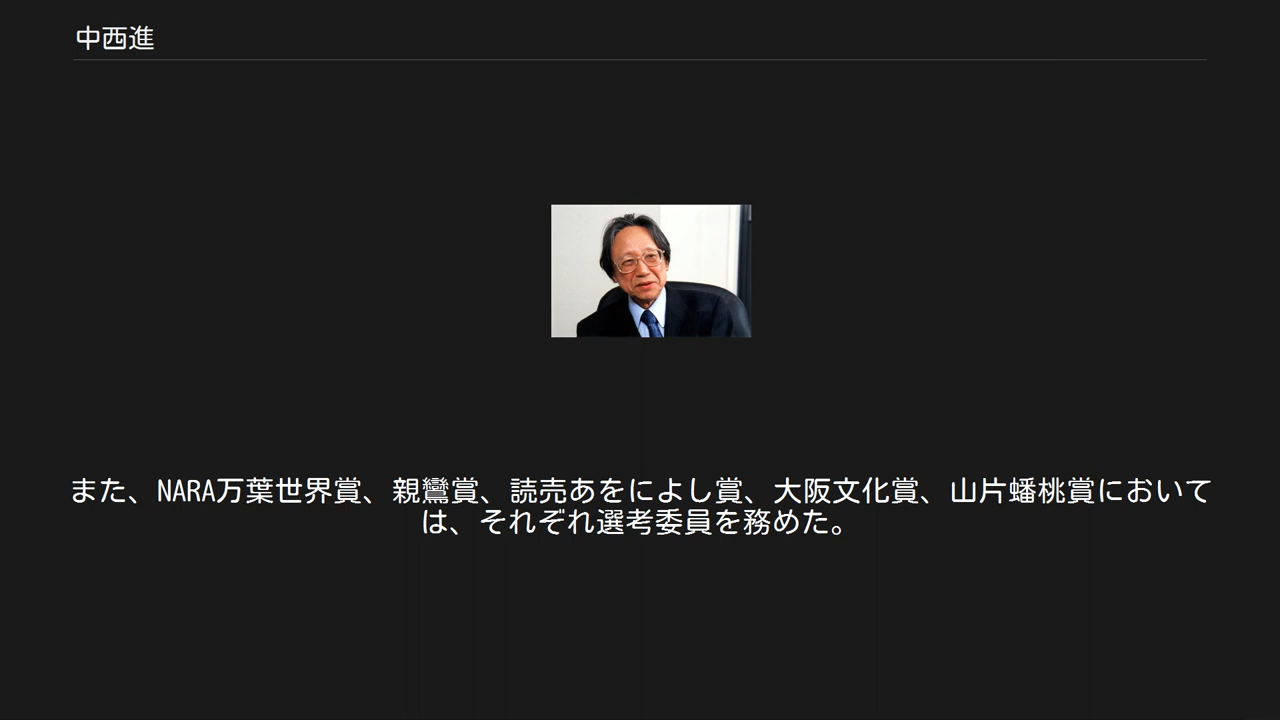 中西進
また、NARA万葉世界賞、親鸞賞、読売あをによし賞、大阪文化賞、山片蟠桃賞において
は、それぞれ選考委員を務めた。